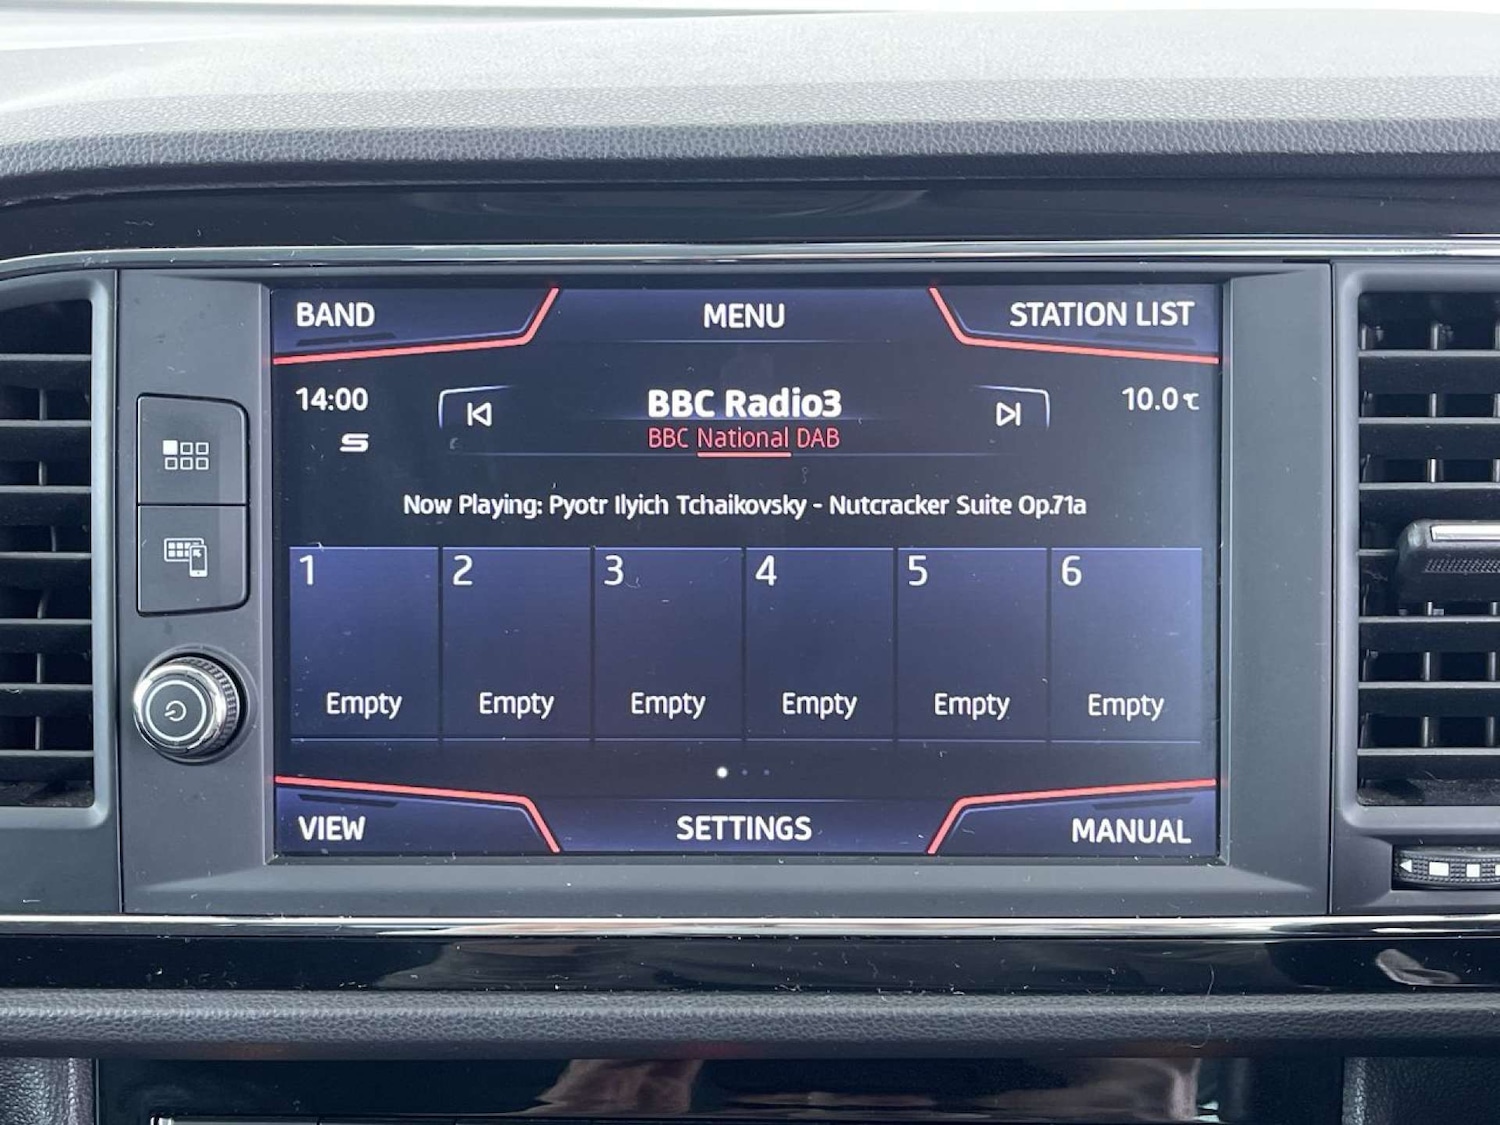 BAND MENU STATION LIST
14:00 BBC Radio3 10.0℃
BBC National DAB
Now Playing: Pyotr Ilyich Tchaikovsky - Nutcracker Suite Op.71a
1 2 3 4 5 6
Empty Empty Empty Empty Empty Empty
VIEW SETTINGS MANUAL